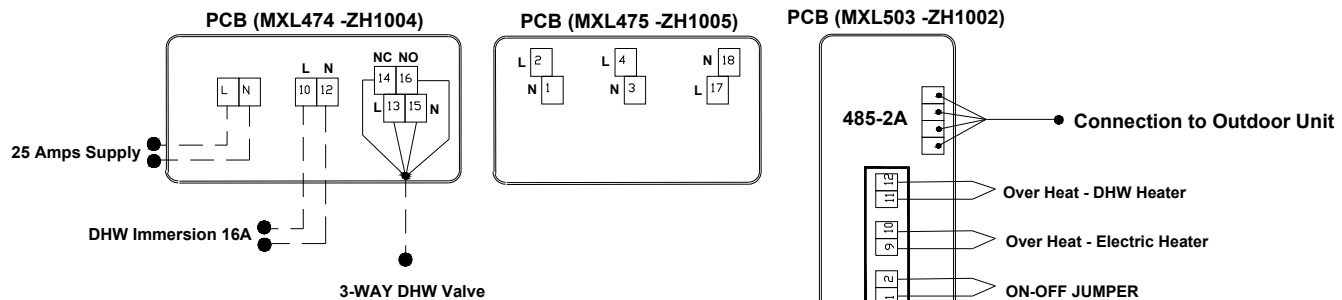 PCB (MXL474 -ZH1004)
PCB (MXL475 -ZH1005)
PCB (MXL503 -ZH1002)
L N
L N
10 12
NC NO
14 16
L 13 15 N
L 2
N 1
L 4
N 3
N 18
L 17
485-2A
Connection to Outdoor Unit
25 Amps Supply
DHW Immersion 16A
3-WAY DHW Valve
12
11
Over Heat - DHW Heater
10
9
Over Heat - Electric Heater
2
1
ON-OFF JUMPER